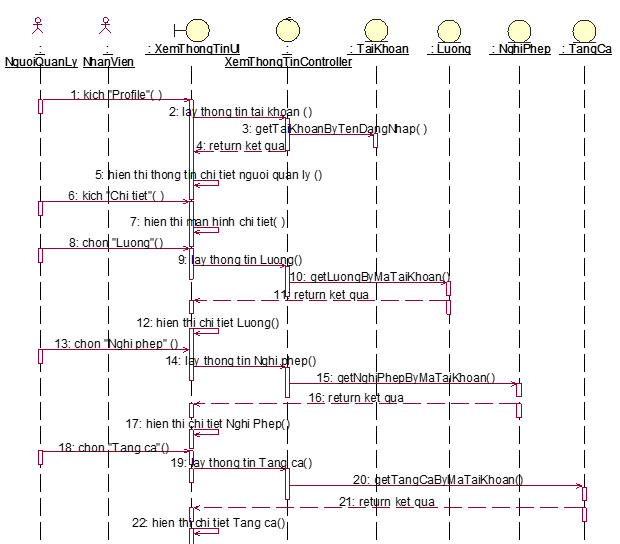 :
NguoiQuanLy
:
NhanVien
: XemThongTinUI
:
XemThongTinController
: TaiKhoan
: Luong
: NghiPhep
: TangCa
1: kich "Profile"( )
2: lay thong tin tai khoan ()
3: getTaiKhoanByTenDangNhap( )
4: return ket qua
5: hien thi thong tin chi tiet nguoi quan ly ()
6: kich "Chi tiet"( )
7: hien thi man hinh chi tiet( )
8: chon "Luong"( )
9: lay thong tin Luong()
10: getLuongByMaTaiKhoan()
11: return ket qua
12: hien thi chi tiet Luong()
13: chon "Nghi phep" ()
14: lay thong tin Nghi phep()
15: getNghiPhepByMaTaiKhoan()
16: return ket qua
17: hien thi chi tiet Nghi Phep()
18: chon "Tang ca"()
19: lay thong tin Tang ca()
20: getTangCaByMaTaiKhoan()
21: return ket qua
22: hien thi chi tiet Tang ca()